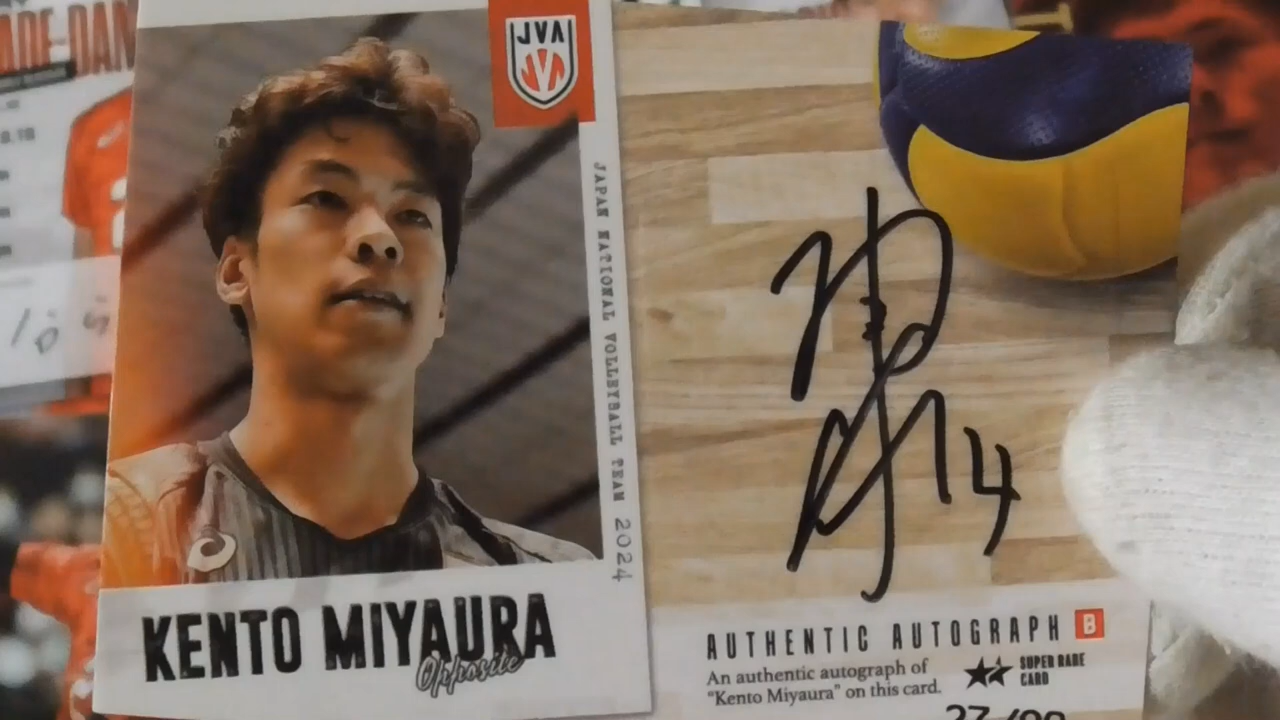 JVA
JAPAN NATIONAL VOLLEYBALL TEAM 2024
KENTO MIYAURA
Opposite
14
AUTHENTIC AUTOGRAPH B
An authentic autograph of
"Kento Miyaura" on this card.
SUPER RARE
CARD